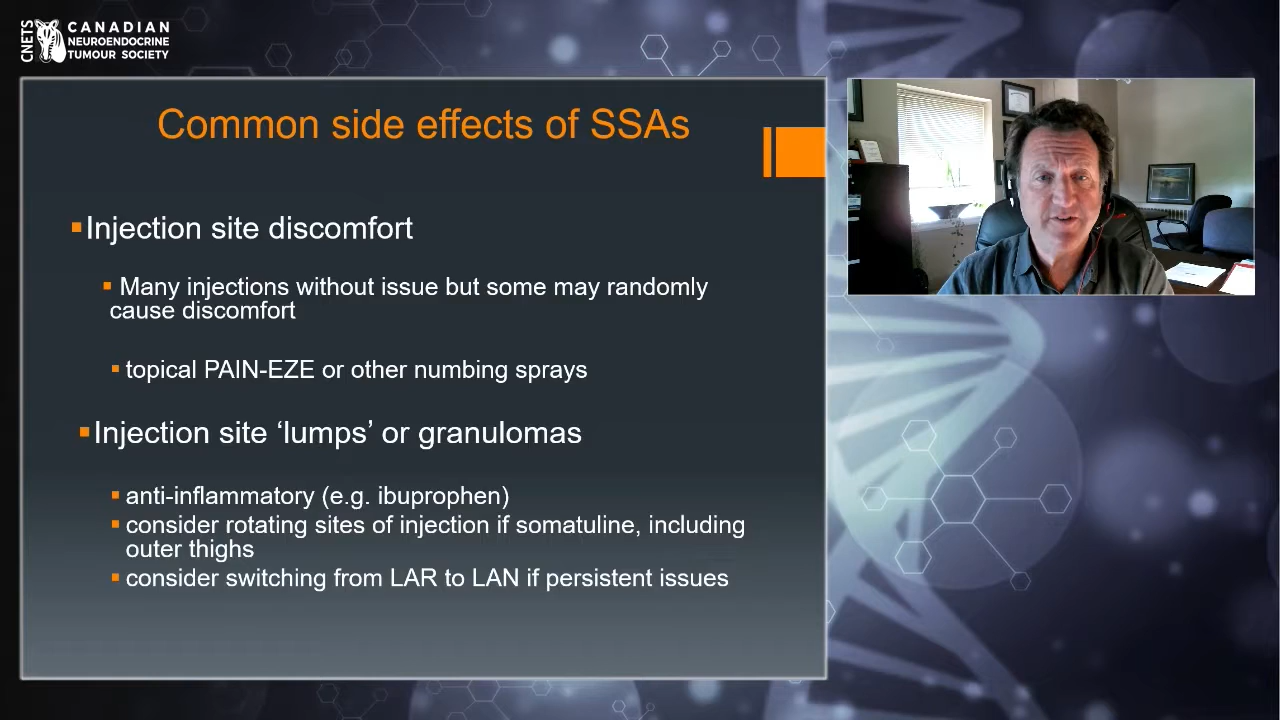 CNETS
CANADIAN
NEUROENDOCRINE
TUMOUR SOCIETY
Common side effects of SSAs
Injection site discomfort
Many injections without issue but some may randomly
cause discomfort
topical PAIN-EZE or other numbing sprays
Injection site ‘lumps’ or granulomas
anti-inflammatory (e.g. ibuprophen)
consider rotating sites of injection if somatuline, including
outer thighs
consider switching from LAR to LAN if persistent issues